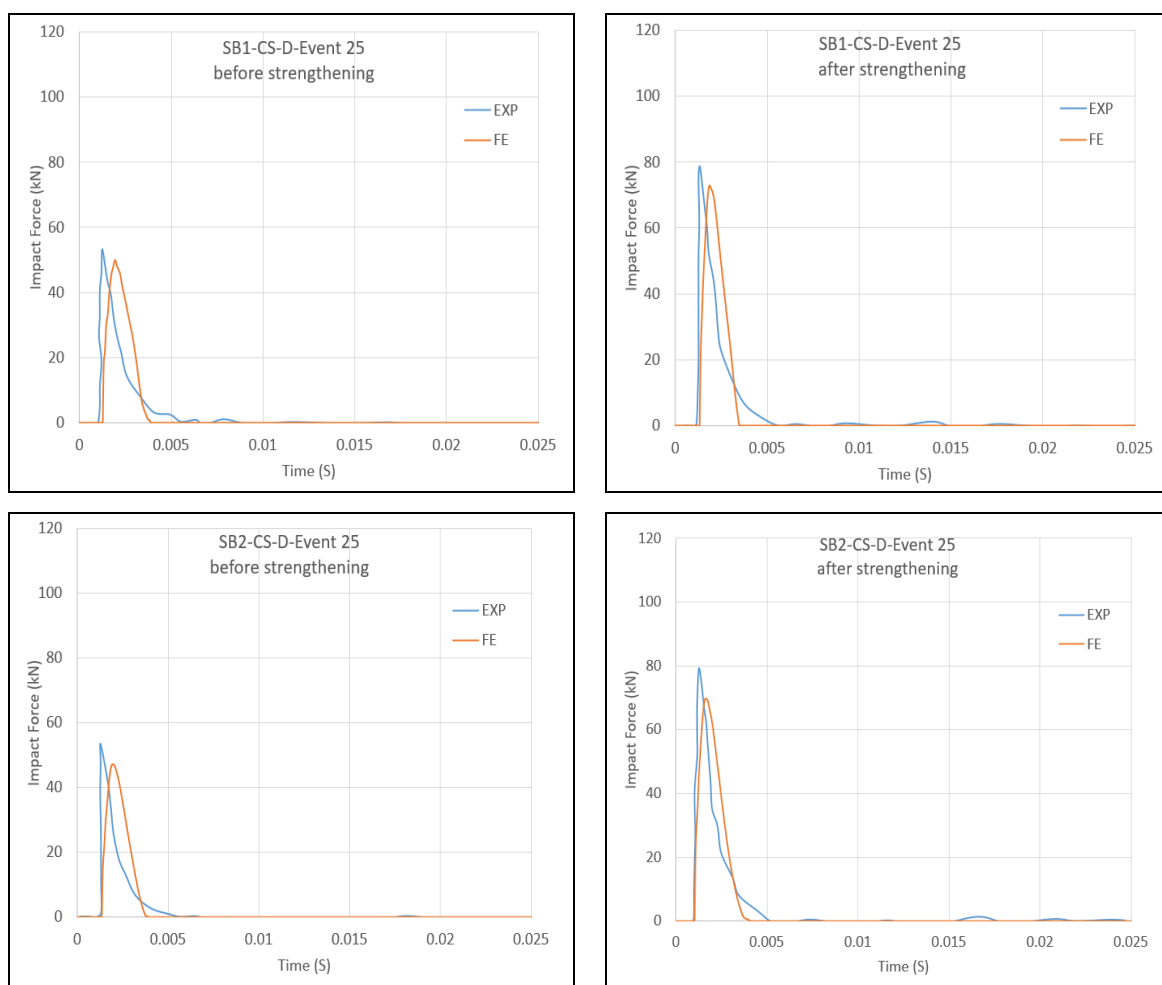 SB1-CS-D-Event 25
before strengthening
EXP
FE
Impact Force (kN)
120
100
80
60
40
20
0
0 0.005 0.01 0.015 0.02 0.025
Time (S)
SB1-CS-D-Event 25
after strengthening
EXP
FE
Impact Force (kN)
120
100
80
60
40
20
0
0 0.005 0.01 0.015 0.02 0.025
Time (S)
SB2-CS-D-Event 25
before strengthening
EXP
FE
Impact Force (kN)
120
100
80
60
40
20
0
0 0.005 0.01 0.015 0.02 0.025
Time (S)
SB2-CS-D-Event 25
after strengthening
EXP
FE
Impact Force (kN)
120
100
80
60
40
20
0
0 0.005 0.01 0.015 0.02 0.025
Time (S)